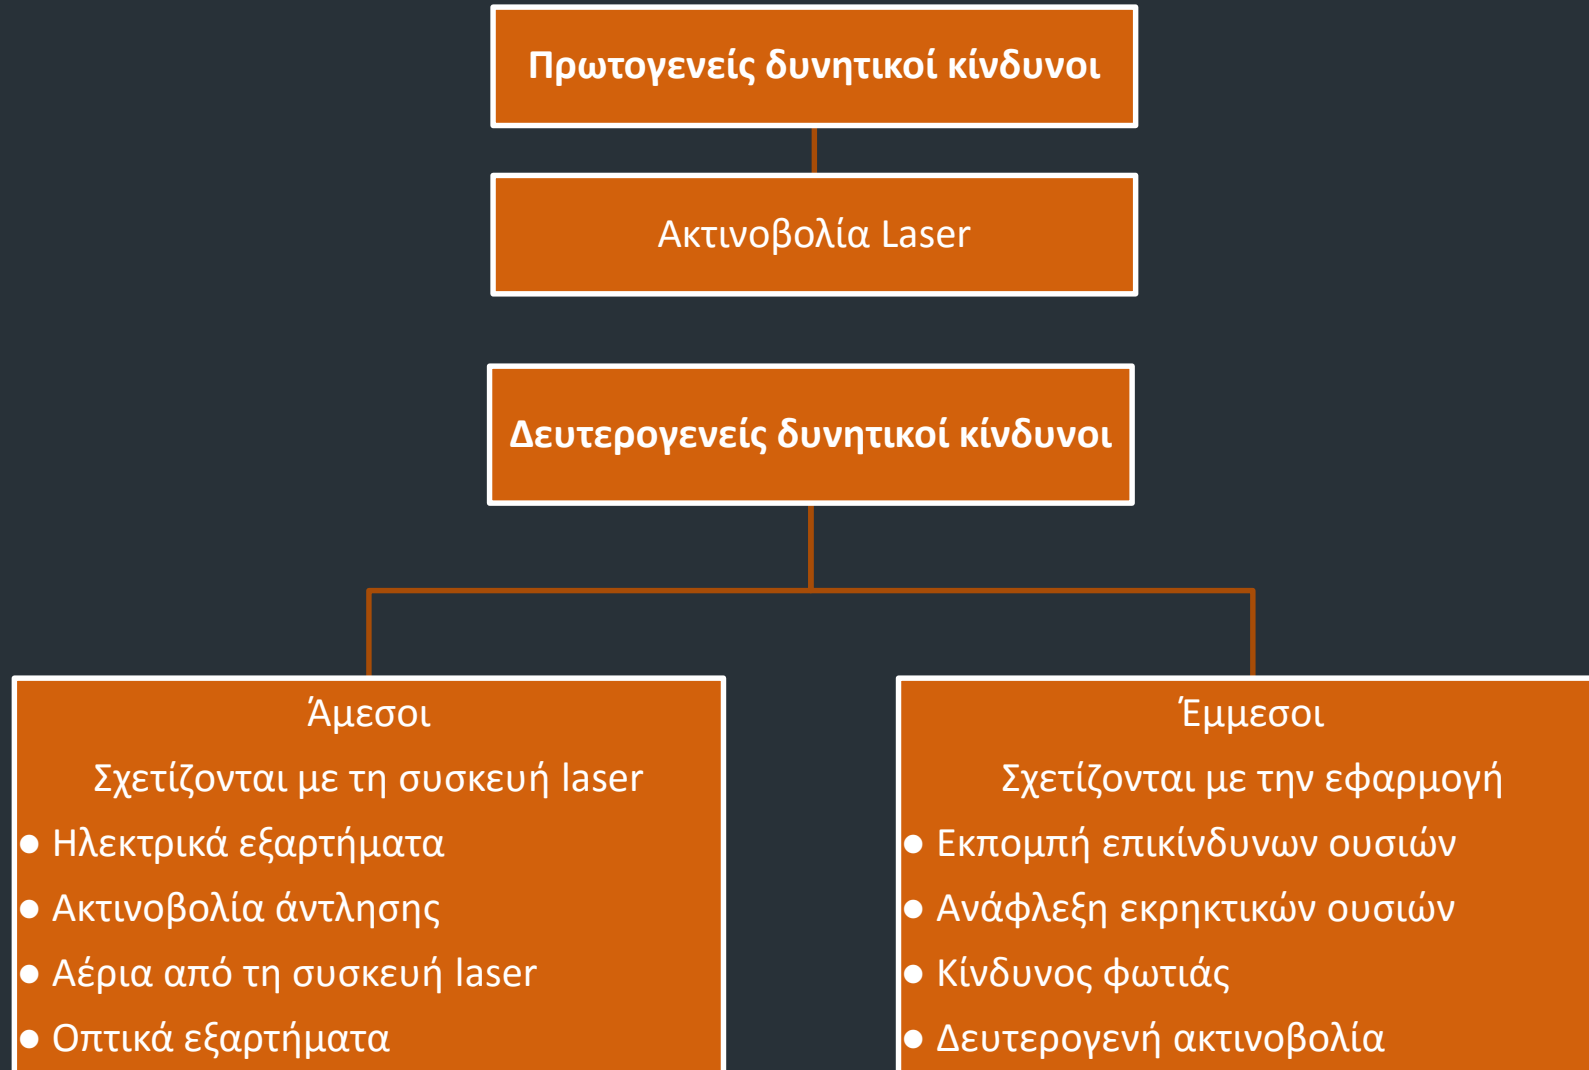 Πρωτογενείς δυνητικοί κίνδυνοι
Ακτινοβολία Laser
Δευτερογενείς δυνητικοί κίνδυνοι
Άμεσοι
Σχετίζονται με τη συσκευή laser
● Ηλεκτρικά εξαρτήματα
● Ακτινοβολία άντλησης
● Αέρια από τη συσκευή laser
● Οπτικά εξαρτήματα
Έμμεσοι
Σχετίζονται με την εφαρμογή
● Εκπομπή επικίνδυνων ουσιών
● Ανάφλεξη εκρηκτικών ουσιών
● Κίνδυνος φωτιάς
● Δευτερογενή ακτινοβολία